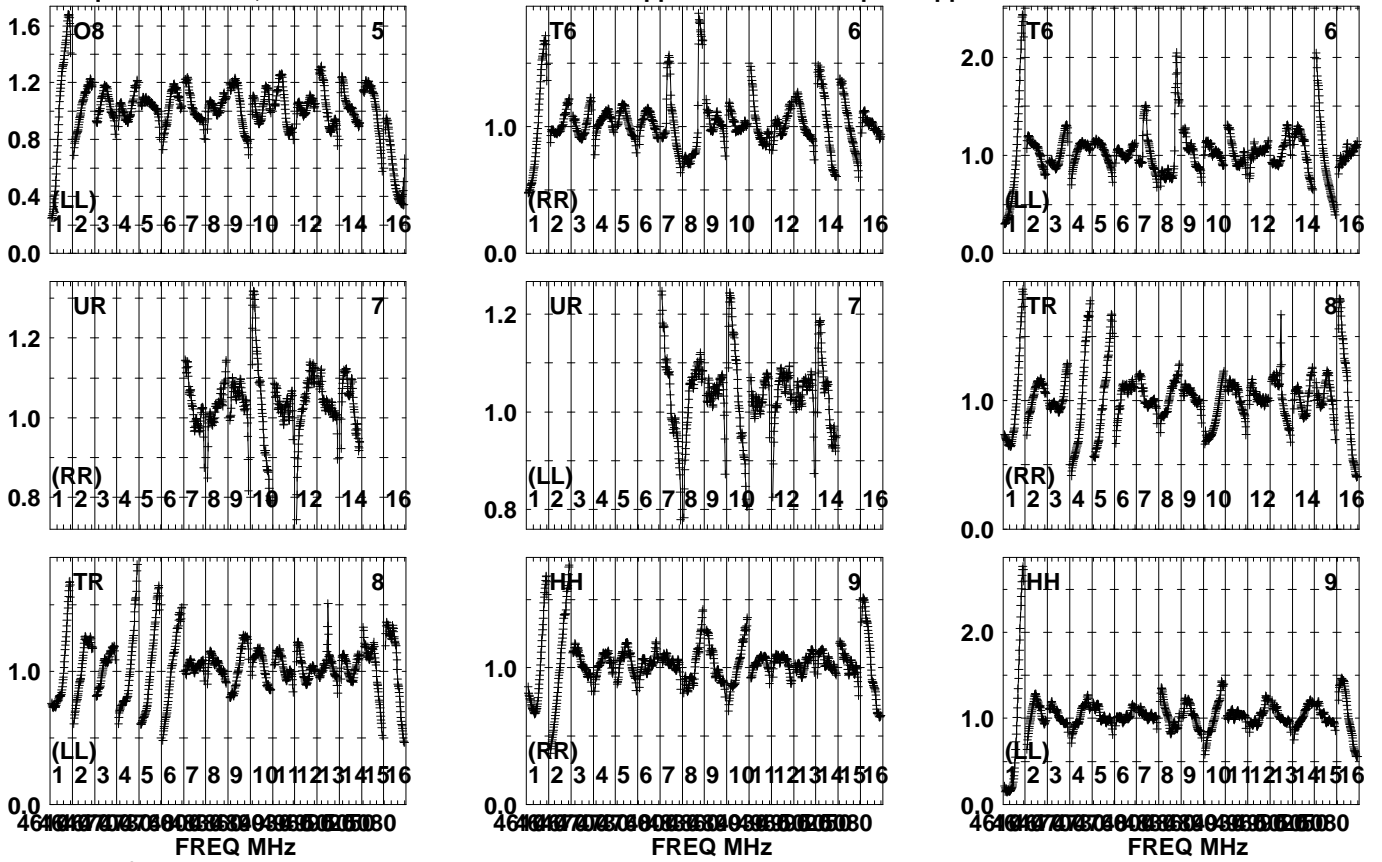 1.6
1.2
0.8
0.4
0.0
O8 5
(LL)
1 2 3 4 5 6 7 8 9 10 12 14 16
1.0
0.0
T6 6
(RR)
1 2 3 4 5 6 7 8 9 10 12 14 16
2.0
1.0
0.0
T6 6
(LL)
1 2 3 4 5 6 7 8 9 10 12 14 16
1.2
1.0
0.8
UR 7
(RR)
1 2 3 4 5 6 7 8 9 10 12 14 16
1.2
1.0
0.8
UR 7
(LL)
1 2 3 4 5 6 7 8 9 10 12 14 16
1.0
0.0
TR 8
(RR)
1 2 3 4 5 6 7 8 9 10 12 14 16
1.0
0.0
TR 8
(LL)
1 2 3 4 5 6 7 8 9 10 11 12 13 14 15 16
FREQ MHz
1.0
0.0
HH 9
(RR)
1 2 3 4 5 6 7 8 9 10 11 12 13 14 15 16
FREQ MHz
2.0
1.0
0.0
HH 9
(LL)
1 2 3 4 5 6 7 8 9 10 11 12 13 14 15 16
FREQ MHz